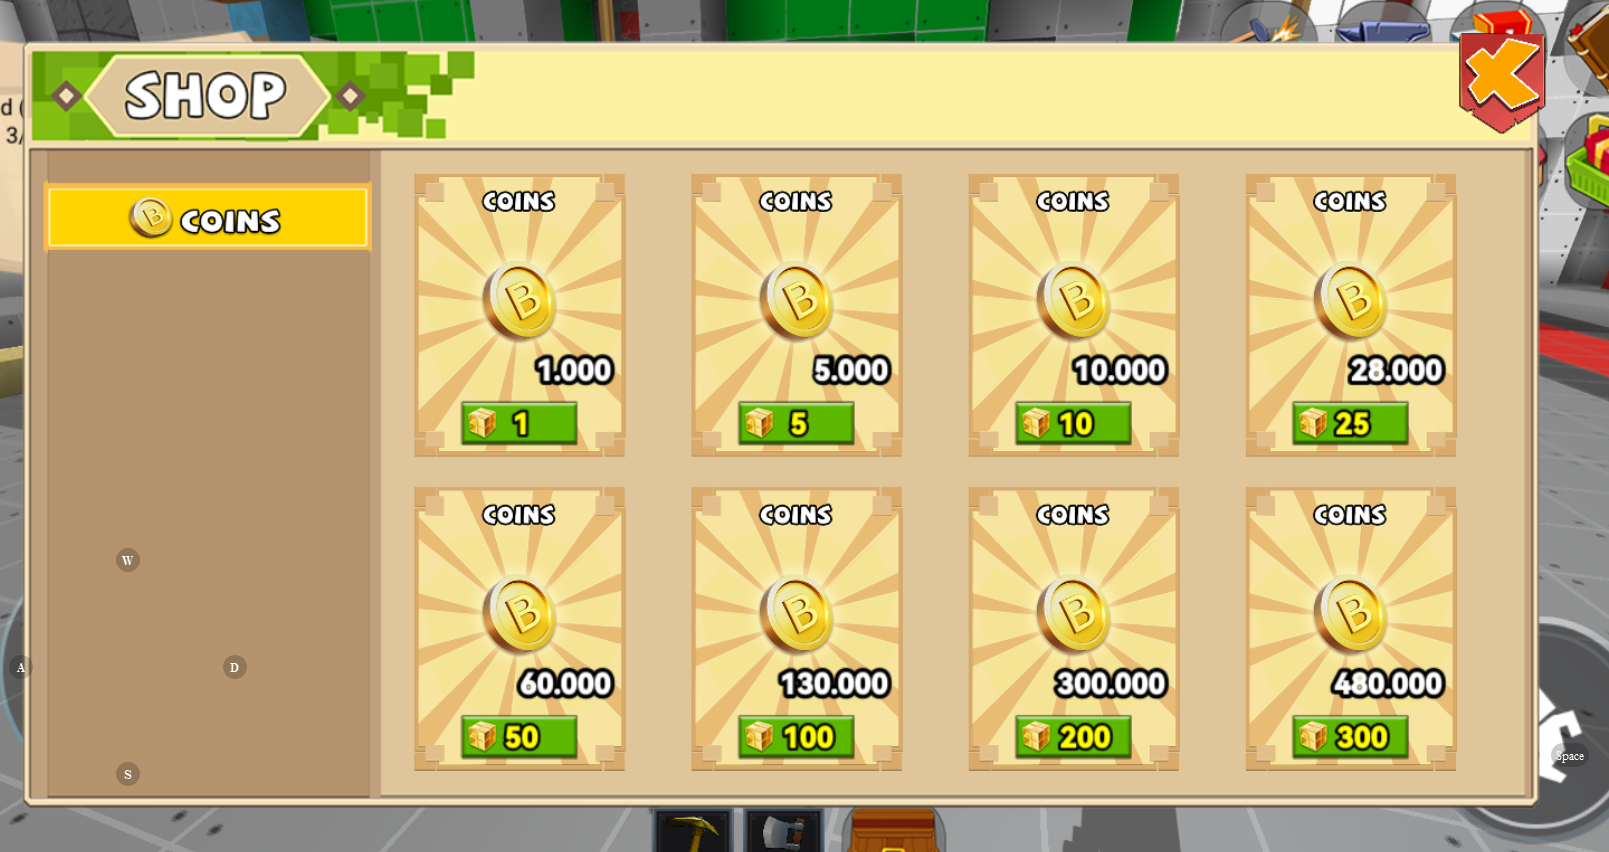 SHOP
d (
3/
COINS
COINS
1.000
1
COINS
5.000
5
COINS
10.000
10
COINS
28.000
25
COINS
60.000
50
COINS
130.000
100
COINS
300.000
200
COINS
480.000
300
W
A
D
S
Space